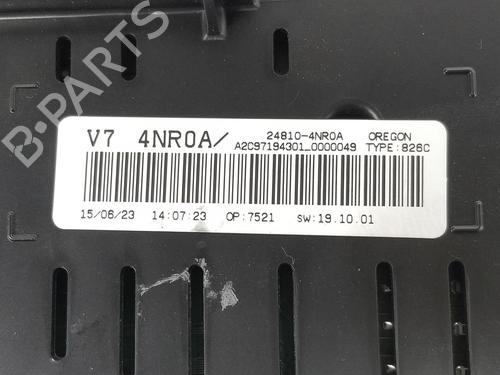 B-PARTS
V7 4NR0A/ 24810-4NR0A OREGON
A2C97194301_0000049 TYPE:826C
15/06/23 14:07:23 OP:7521 SW:19.10.01